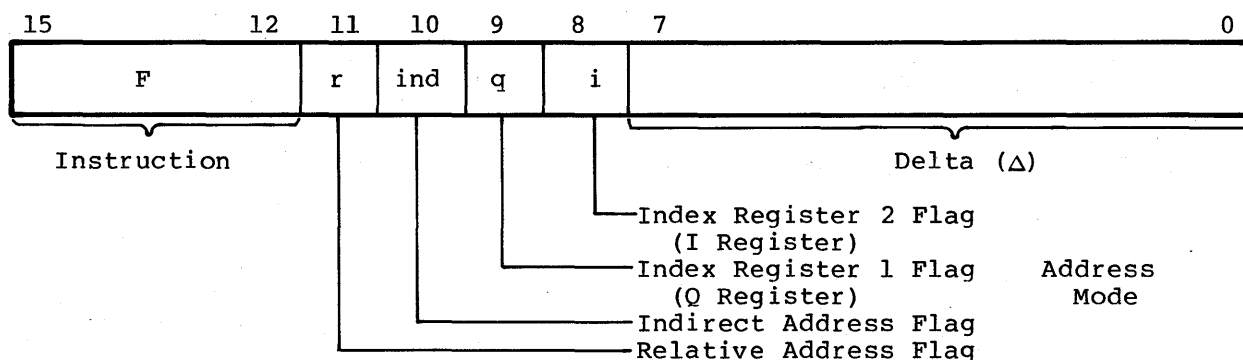 15 12 11 10 9 8 7 0
F r ind q i
Instruction Delta (Δ)
Index Register 2 Flag
(I Register)
Index Register 1 Flag Address
(Q Register) Mode
Indirect Address Flag
Relative Address Flag